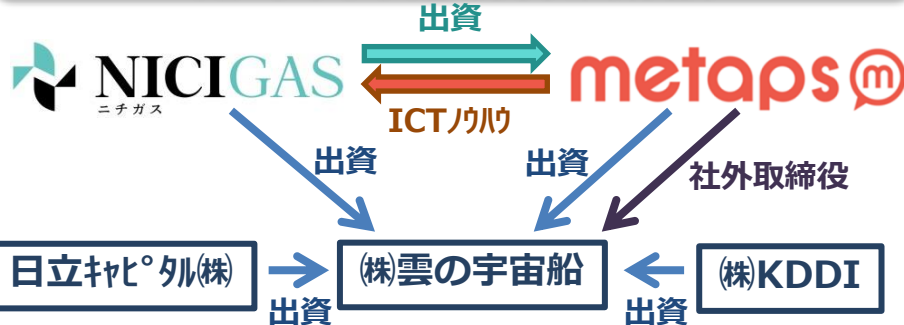 出資
NICIGAS
ニチガス
metaps m
ICTﾉｳﾊｳ
出資
出資
社外取締役
日立ｷｬﾋﾟﾀﾙ㈱
㈱雲の宇宙船
㈱KDDI
出資
出資